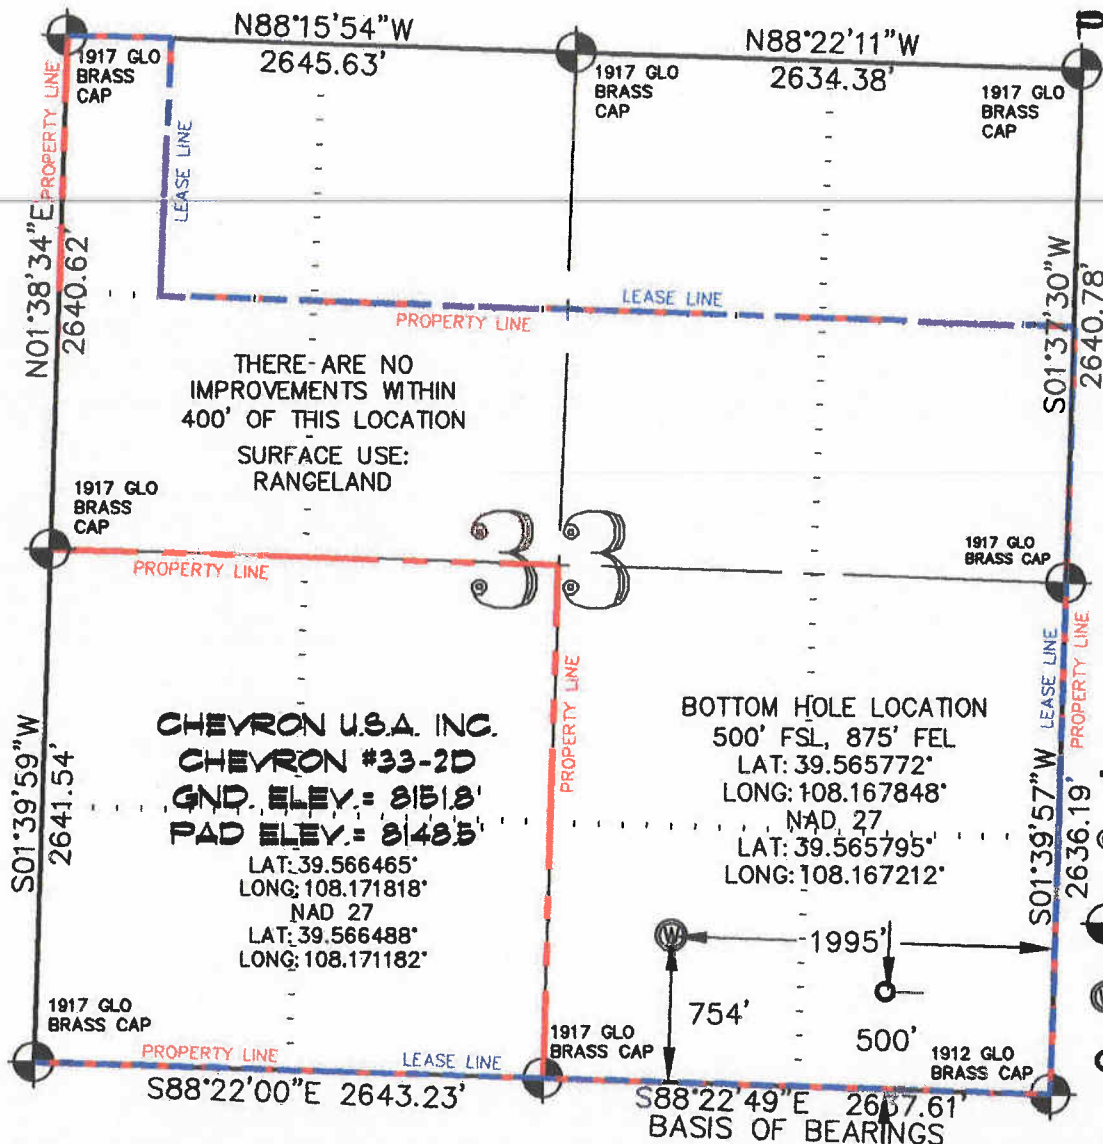 N88°15'54"W
2645.63'
N88°22'11"W
2634.38'
1917 GLO
BRASS
CAP
1917 GLO
BRASS
CAP
1917 GLO
BRASS
CAP
PROPERTY LINE
LEASE LINE
N01°38'34"E
2640.62'
S01°37'30"W
2640.78'
LEASE LINE
PROPERTY LINE
THERE ARE NO
IMPROVEMENTS WITHIN
400' OF THIS LOCATION
SURFACE USE:
RANGELAND
1917 GLO
BRASS
CAP
33
1917 GLO
BRASS CAP
PROPERTY LINE
PROPERTY LINE
LEASE LINE
PROPERTY LINE
CHEVRON U.S.A. INC.
CHEVRON #33-2D
GND. ELEV.= 8151.8'
PAD ELEV.= 8148.5'
LAT: 39.566465°
LONG: 108.171818°
NAD 27
LAT: 39.566488°
LONG: 108.171182°
S01°39'59"W
2641.54'
BOTTOM HOLE LOCATION
500' FSL, 875' FEL
LAT: 39.565772°
LONG: 108.167848°
NAD 27
LAT: 39.565795°
LONG: 108.167212°
S01°39'57"W
2636.19'
W
1995'
754'
500'
1917 GLO
BRASS CAP
1917 GLO
BRASS CAP
1912 GLO
BRASS CAP
PROPERTY LINE
LEASE LINE
S88°22'00"E 2643.23'
S88°22'49"E
BASIS OF BEARINGS